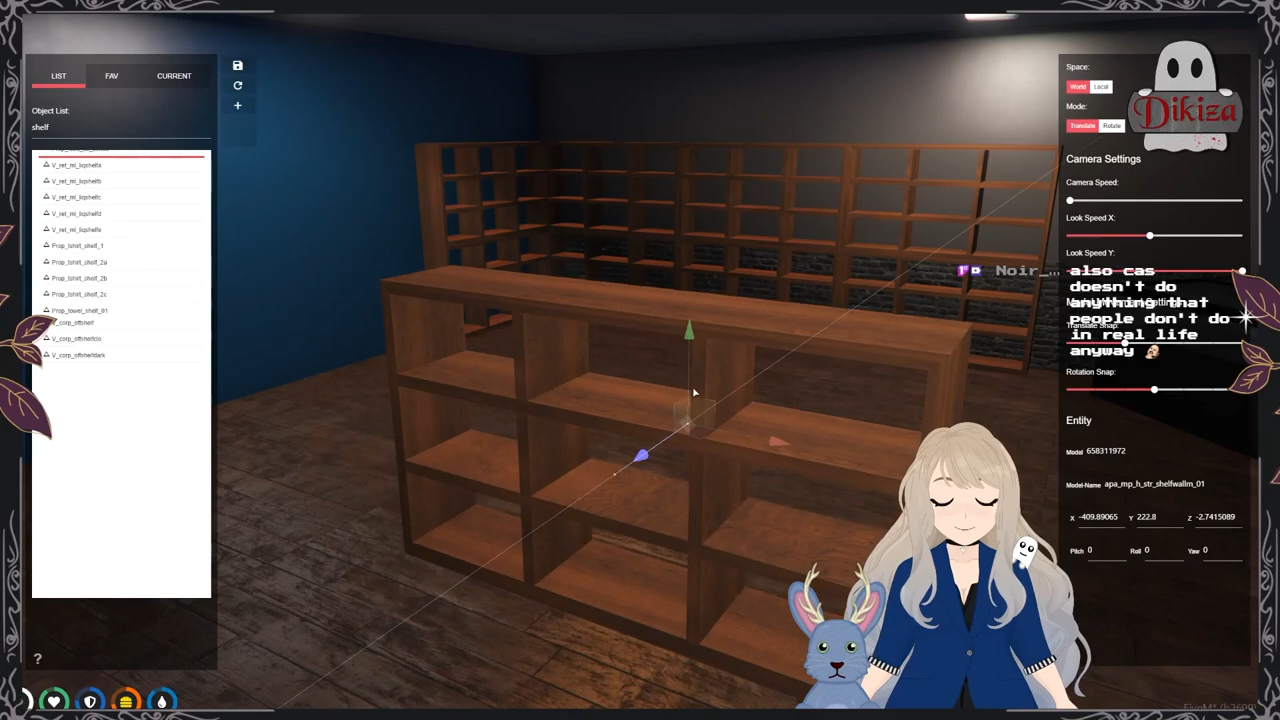 LIST
FAV
CURRENT
Object List:
shelf
V_ret_ml_liqshelfa
V_ret_ml_liqshelfb
V_ret_ml_liqshelfc
V_ret_ml_liqshelfd
V_ret_ml_liqshelfe
Prop_tshirt_shelf_1
Prop_tshirt_shelf_2a
Prop_tshirt_shelf_2b
Prop_tshirt_shelf_2c
Prop_towel_shelf_01
V_corp_offshelf
V_corp_offshelfclo
V_corp_offshelfdark
?
Space:
World Local
Mode:
Translate Rotate
Dikiza
Camera Settings
Camera Speed:
Look Speed X:
Look Speed Y:
Noir_...
also cas
doesn't do
anything that
people don't do
in real life
anyway
Translate Snap:
Rotation Snap:
Entity
Model 658311972
Model-Name apa_mp_h_str_shelfwallm_01
X -409.89065 Y 222.8 Z -2.7415089
Pitch 0 Roll 0 Yaw 0